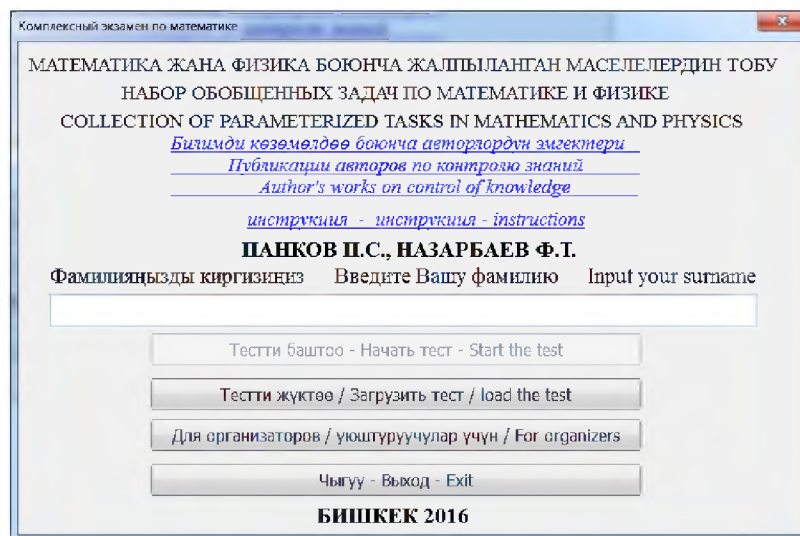 Комплексный экзамен по математике
МАТЕМАТИКА ЖАНА ФИЗИКА БОЮНЧА ЖАЛПЫЛАНГАН МАСЕЛЕЛЕРДИН ТОБУ
НАБОР ОБОБЩЕННЫХ ЗАДАЧ ПО МАТЕМАТИКЕ И ФИЗИКЕ
COLLECTION OF PARAMETERIZED TASKS IN MATHEMATICS AND PHYSICS
Билимди көзөмөлдөө боюнча авторлордун эмгектери
Публикации авторов по контролю знаний
Author's works on control of knowledge
инструкция - инструкция - instructions
ПАНКОВ П.С., НАЗАРБАЕВ Ф.Т.
Фамилияңызды киргизиңиз Введите Вашу фамилию Input your surname
Тестти баштоо - Начать тест - Start the test
Тестти жүктөө / Загрузить тест / load the test
Для организаторов / уюштуруучулар үчүн / For organizers
Чыгуу - Выход - Exit
БИШКЕК 2016